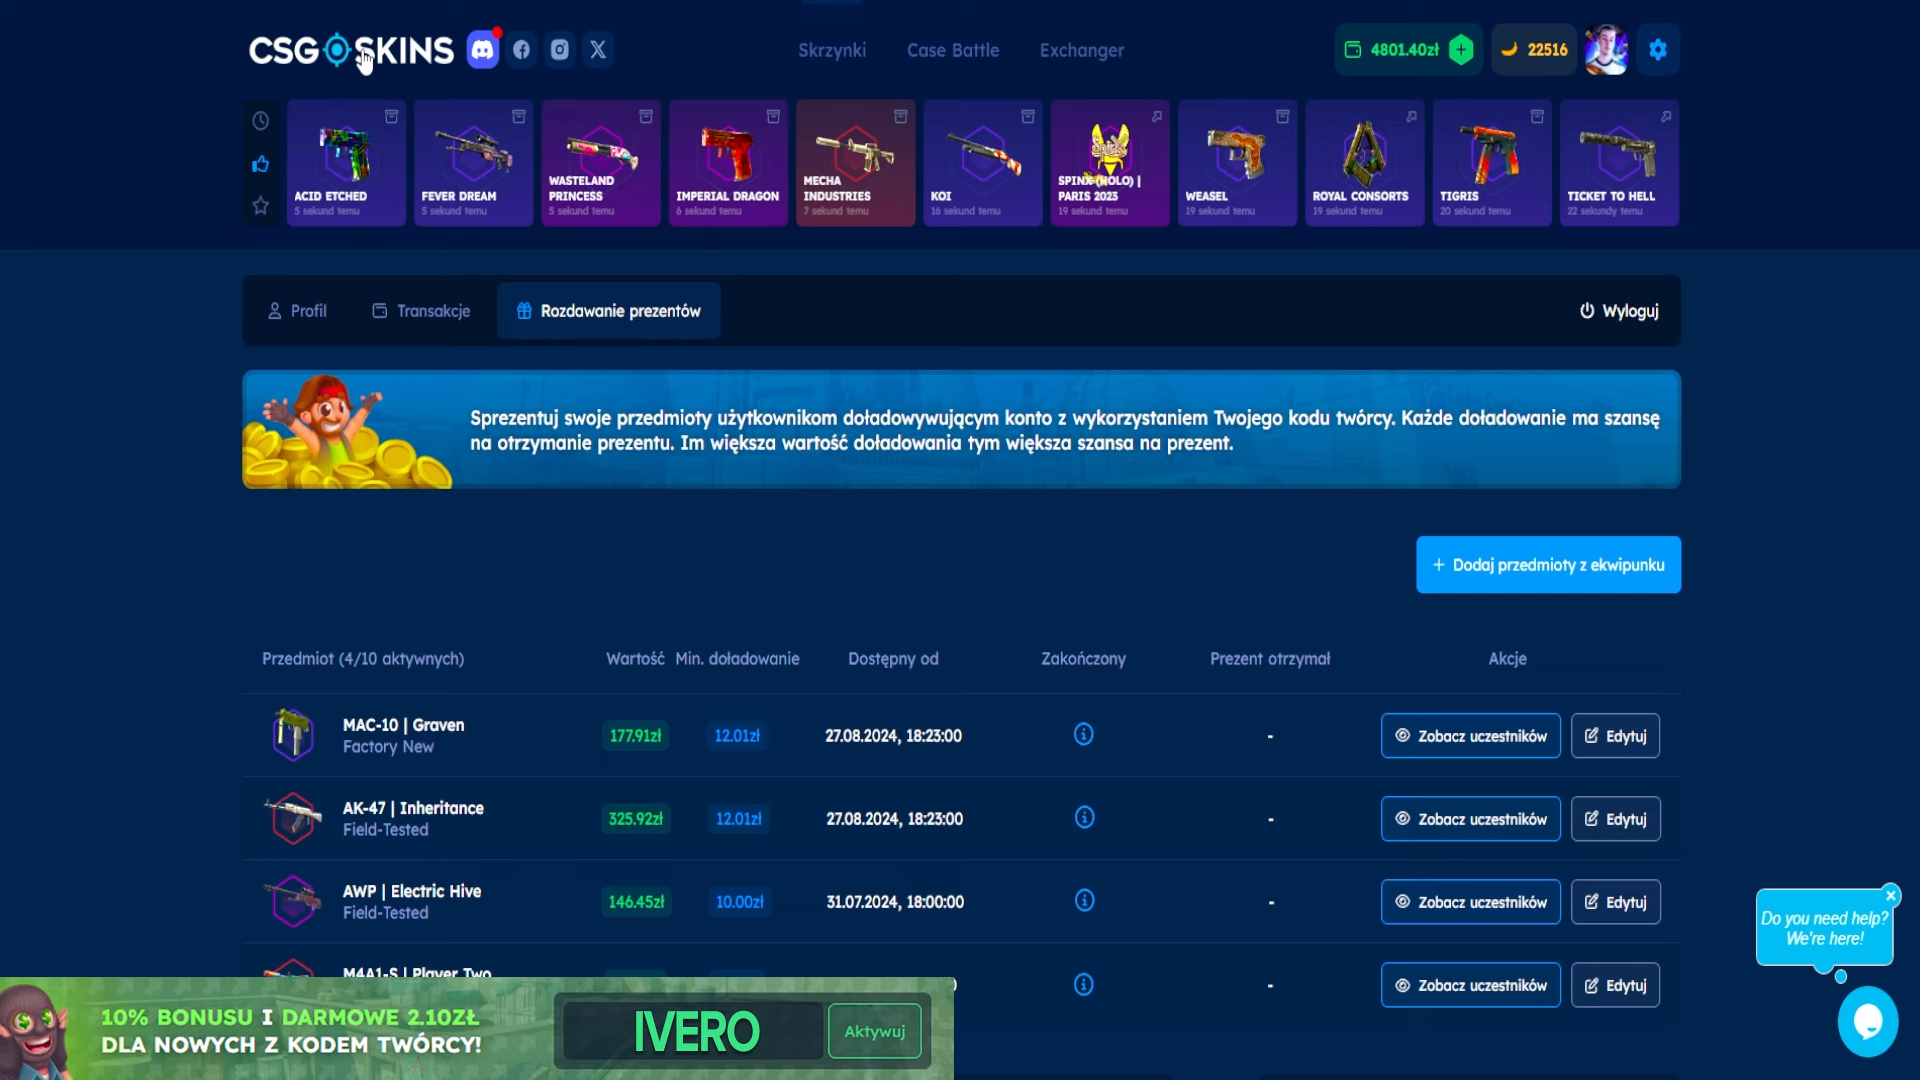 CSGOSKINS
Skrzynki
Case Battle
Exchanger
4801.40zł
22516
ACID ETCHED
5 sekund temu
FEVER DREAM
5 sekund temu
WASTELAND
PRINCESS
5 sekund temu
IMPERIAL DRAGON
6 sekund temu
MECHA
INDUSTRIES
7 sekund temu
KOI
16 sekund temu
SPINX (HOLO) |
PARIS 2023
19 sekund temu
WEASEL
19 sekund temu
ROYAL CONSORTS
19 sekund temu
TIGRIS
20 sekund temu
TICKET TO HELL
22 sekundy temu
Profil
Transakcje
Rozdawanie prezentów
Wyloguj
Sprezentuj swoje przedmioty użytkownikom doładowywującym konto z wykorzystaniem Twojego kodu twórcy. Każde doładowanie ma szansę
na otrzymanie prezentu. Im większa wartość doładowania tym większa szansa na prezent.
+ Dodaj przedmioty z ekwipunku
Przedmiot (4/10 aktywnych)
Wartość
Min. doładowanie
Dostępny od
Zakończony
Prezent otrzymał
Akcje
MAC-10 | Graven
Factory New
177.91zł
12.01zł
27.08.2024, 18:23:00
-
Zobacz uczestników
Edytuj
AK-47 | Inheritance
Field-Tested
325.92zł
12.01zł
27.08.2024, 18:23:00
-
Zobacz uczestników
Edytuj
AWP | Electric Hive
Field-Tested
146.45zł
10.00zł
31.07.2024, 18:00:00
-
Zobacz uczestników
Edytuj
M4A1-S | Player Two
-
Zobacz uczestników
Edytuj
10% BONUSU I DARMOWE 2.10ZŁ
DLA NOWYCH Z KODEM TWÓRCY!
IVERO
Aktywuj
Do you need help?
We're here!